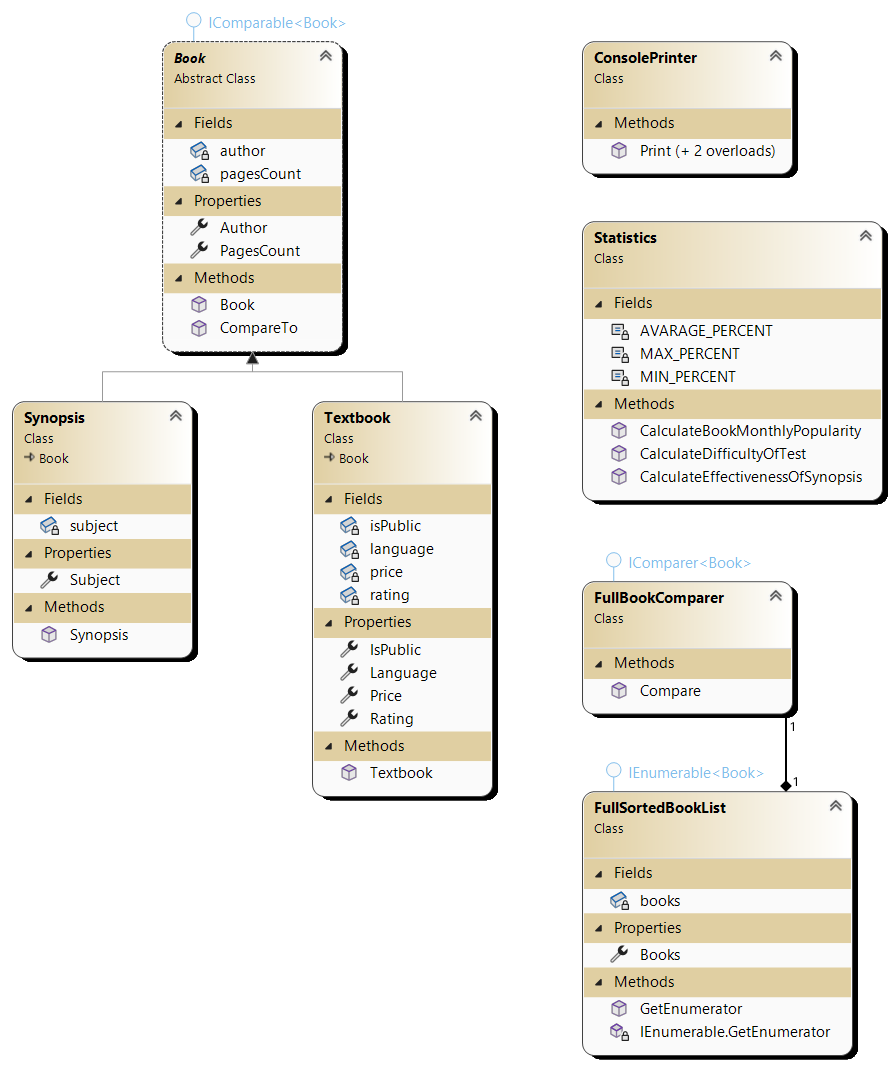 IComparable<Book>
Book
Abstract Class
Fields
author
pagesCount
Properties
Author
PagesCount
Methods
Book
CompareTo
Synopsis
Class
Book
Fields
subject
Properties
Subject
Methods
Synopsis
Textbook
Class
Book
Fields
isPublic
language
price
rating
Properties
IsPublic
Language
Price
Rating
Methods
Textbook
ConsolePrinter
Class
Methods
Print (+ 2 overloads)
Statistics
Class
Fields
AVARAGE_PERCENT
MAX_PERCENT
MIN_PERCENT
Methods
CalculateBookMonthlyPopularity
CalculateDifficultyOfTest
CalculateEffectivenessOfSynopsis
IComparer<Book>
FullBookComparer
Class
Methods
Compare
1
1
IEnumerable<Book>
FullSortedBookList
Class
Fields
books
Properties
Books
Methods
GetEnumerator
IEnumerable.GetEnumerator